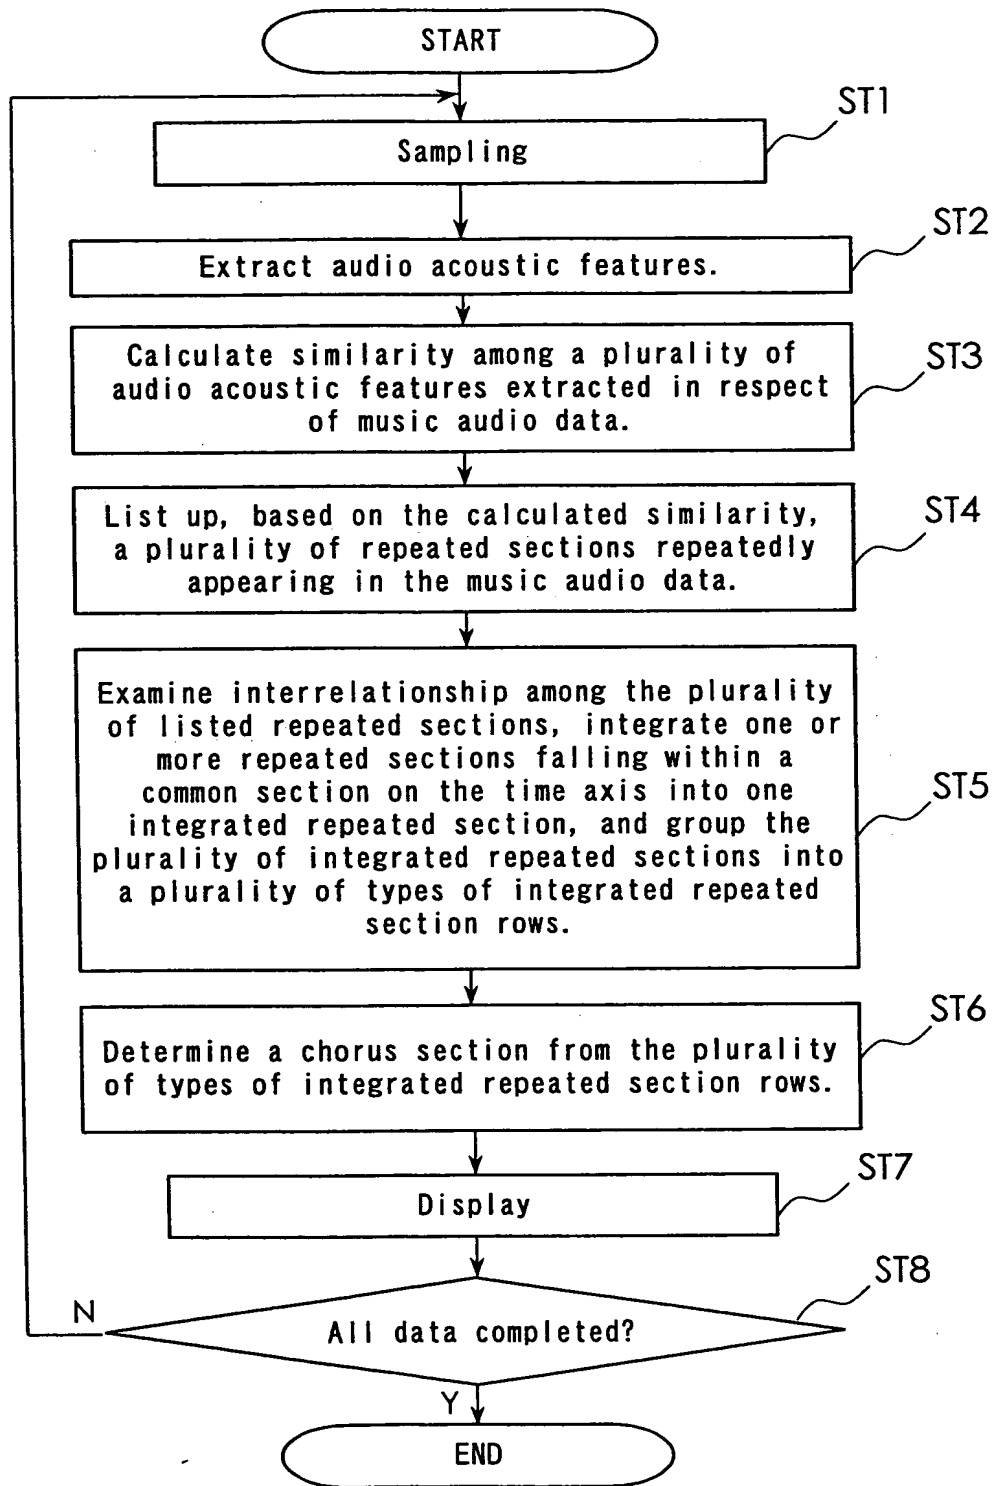 START
ST1
Sampling
ST2
Extract audio acoustic features.
ST3
Calculate similarity among a plurality of
audio acoustic features extracted in respect
of music audio data.
ST4
List up, based on the calculated similarity,
a plurality of repeated sections repeatedly
appearing in the music audio data.
ST5
Examine interrelationship among the plurality
of listed repeated sections, integrate one or
more repeated sections falling within a
common section on the time axis into one
integrated repeated section, and group the
plurality of integrated repeated sections into
a plurality of types of integrated repeated
section rows.
ST6
Determine a chorus section from the plurality
of types of integrated repeated section rows.
ST7
Display
ST8
N
All data completed?
Y
END